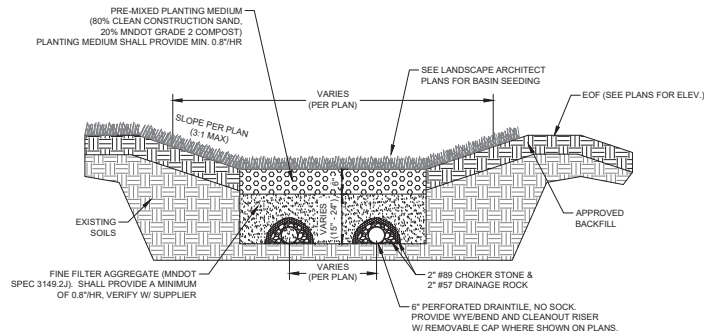 PRE-MIXED PLANTING MEDIUM
(80% CLEAN CONSTRUCTION SAND,
20% MNDOT GRADE 2 COMPOST)
PLANTING MEDIUM SHALL PROVIDE MIN. 0.8"/HR
SEE LANDSCAPE ARCHITECT
PLANS FOR BASIN SEEDING
VARIES
(PER PLAN)
EOF (SEE PLANS FOR ELEV.)
SLOPE PER PLAN
(3:1 MAX)
6"
VARIES
(15" - 24")
EXISTING
SOILS
APPROVED
BACKFILL
FINE FILTER AGGREGATE (MNDOT
SPEC 3149.2J). SHALL PROVIDE A MINIMUM
OF 0.8"/HR, VERIFY W/ SUPPLIER
VARIES
(PER PLAN)
2" #89 CHOKER STONE &
2" #57 DRAINAGE ROCK
6" PERFORATED DRAINTILE, NO SOCK.
PROVIDE WYE/BEND AND CLEANOUT RISER
W/ REMOVABLE CAP WHERE SHOWN ON PLANS.